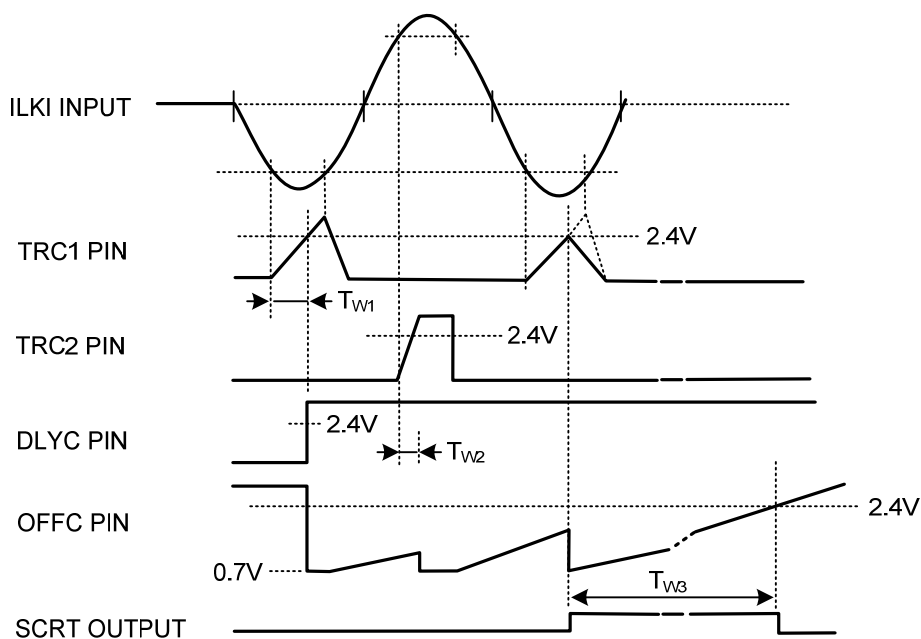 ILKI INPUT
TRC1 PIN
2.4V
TW1
TRC2 PIN
2.4V
2.4V
DLYC PIN
TW2
OFFC PIN
2.4V
0.7V
TW3
SCRT OUTPUT